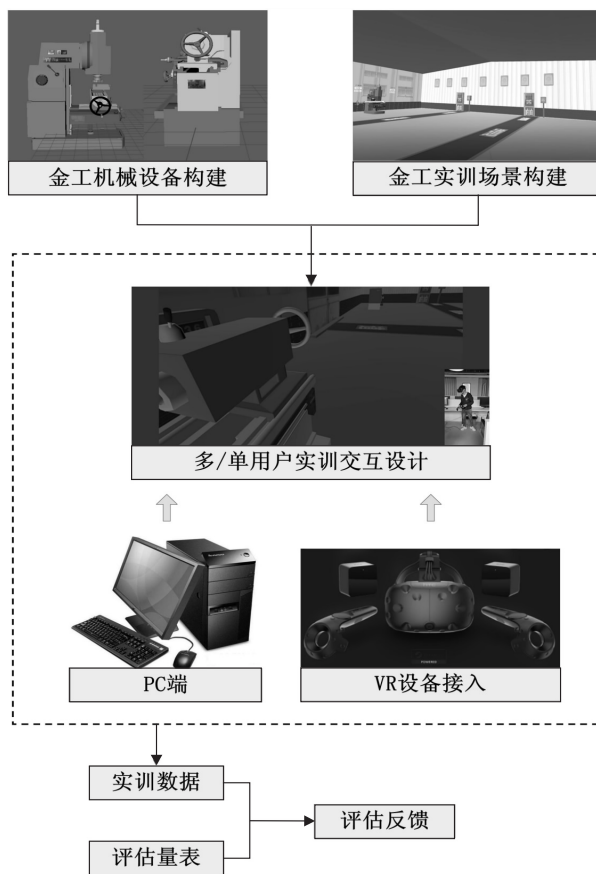 金工机械设备构建
金工实训场景构建
多/单用户实训交互设计
PC端
VR设备接入
实训数据
评估反馈
评估量表